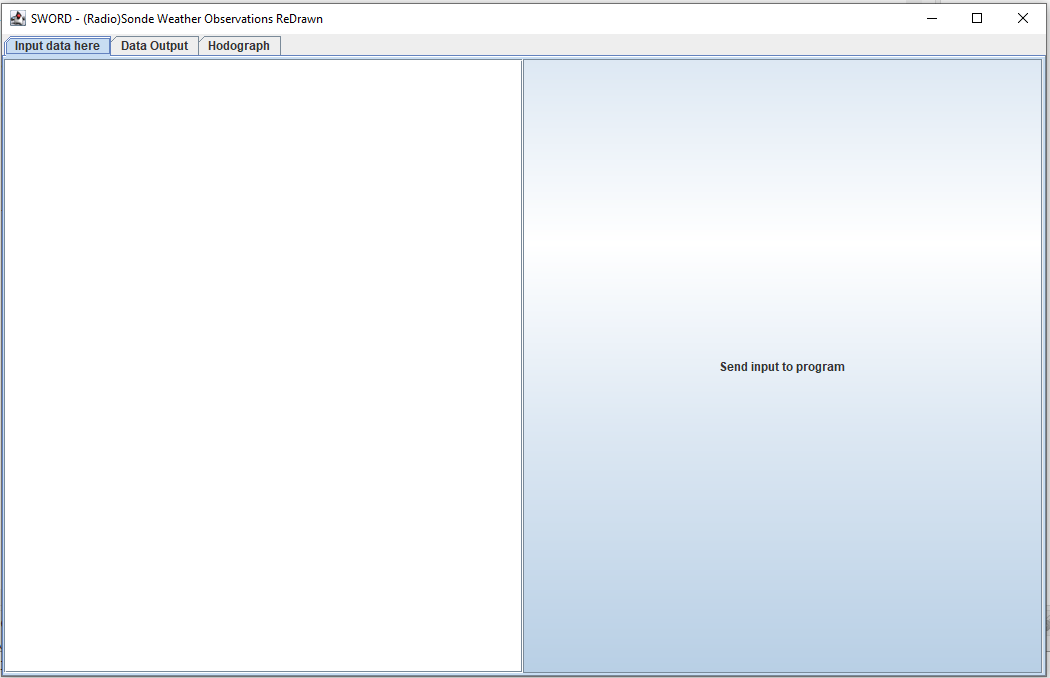 SWORD - (Radio)Sonde Weather Observations ReDrawn
Input data here
Data Output
Hodograph
Send input to program